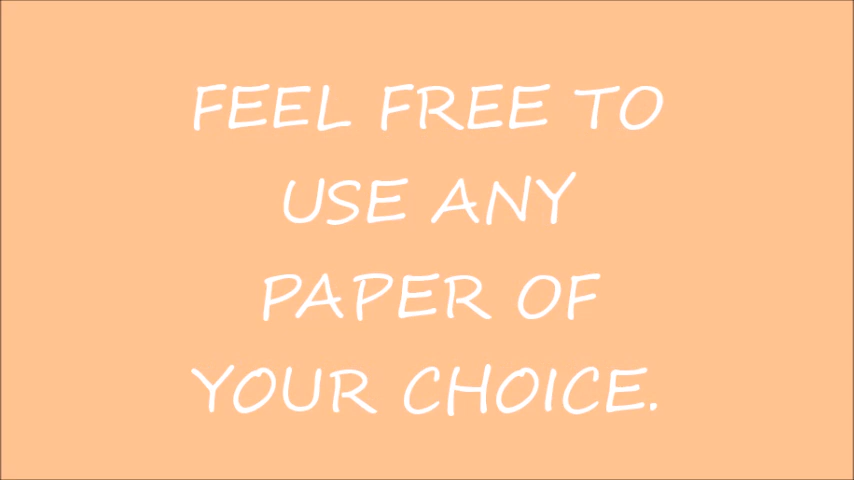 FEEL FREE TO
USE ANY
PAPER OF
YOUR CHOICE.